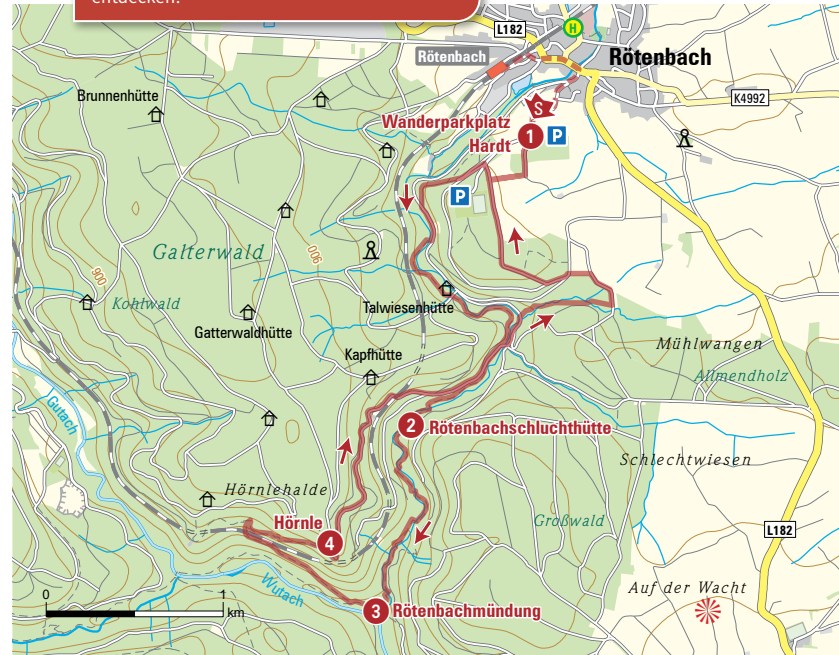 entdecken.
L182
H
Rötenbach
Rötenbach
Brunnenhütte
K4992
Wanderparkplatz
Hardt
S
1
P
P
Galterwald
900
900
Kohlwald
Talwiesenhütte
Gatterwaldhütte
Kapfhütte
Mühlwangen
Allmendholz
Gutach
2
Rötenbachschluchthütte
Schlechtwiesen
Hörnlehalde
Großwald
Hörnle
4
L182
Wutach
Auf der Wacht
0
1
km
3
Rötenbachmündung